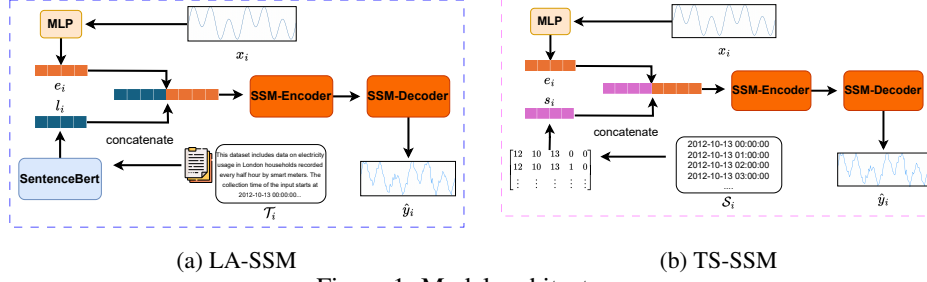 MLP
x_i
e_i
l_i
SSM-Encoder
SSM-Decoder
concatenate
SentenceBert
This dataset includes data on electricity
usage in London households recorded
every half hour by smart meters. The
collection time of the input starts at
2012-10-13 00:00:00...
𝒯_i
ŷ_i
(a) LA-SSM
MLP
x_i
e_i
s_i
SSM-Encoder
SSM-Decoder
concatenate
12 10 13 0 0
12 10 13 1 0
⋮ ⋮ ⋮ ⋮ ⋮
2012-10-13 00:00:00
2012-10-13 01:00:00
2012-10-13 02:00:00
2012-10-13 03:00:00
....
𝒮_i
ŷ_i
(b) TS-SSM